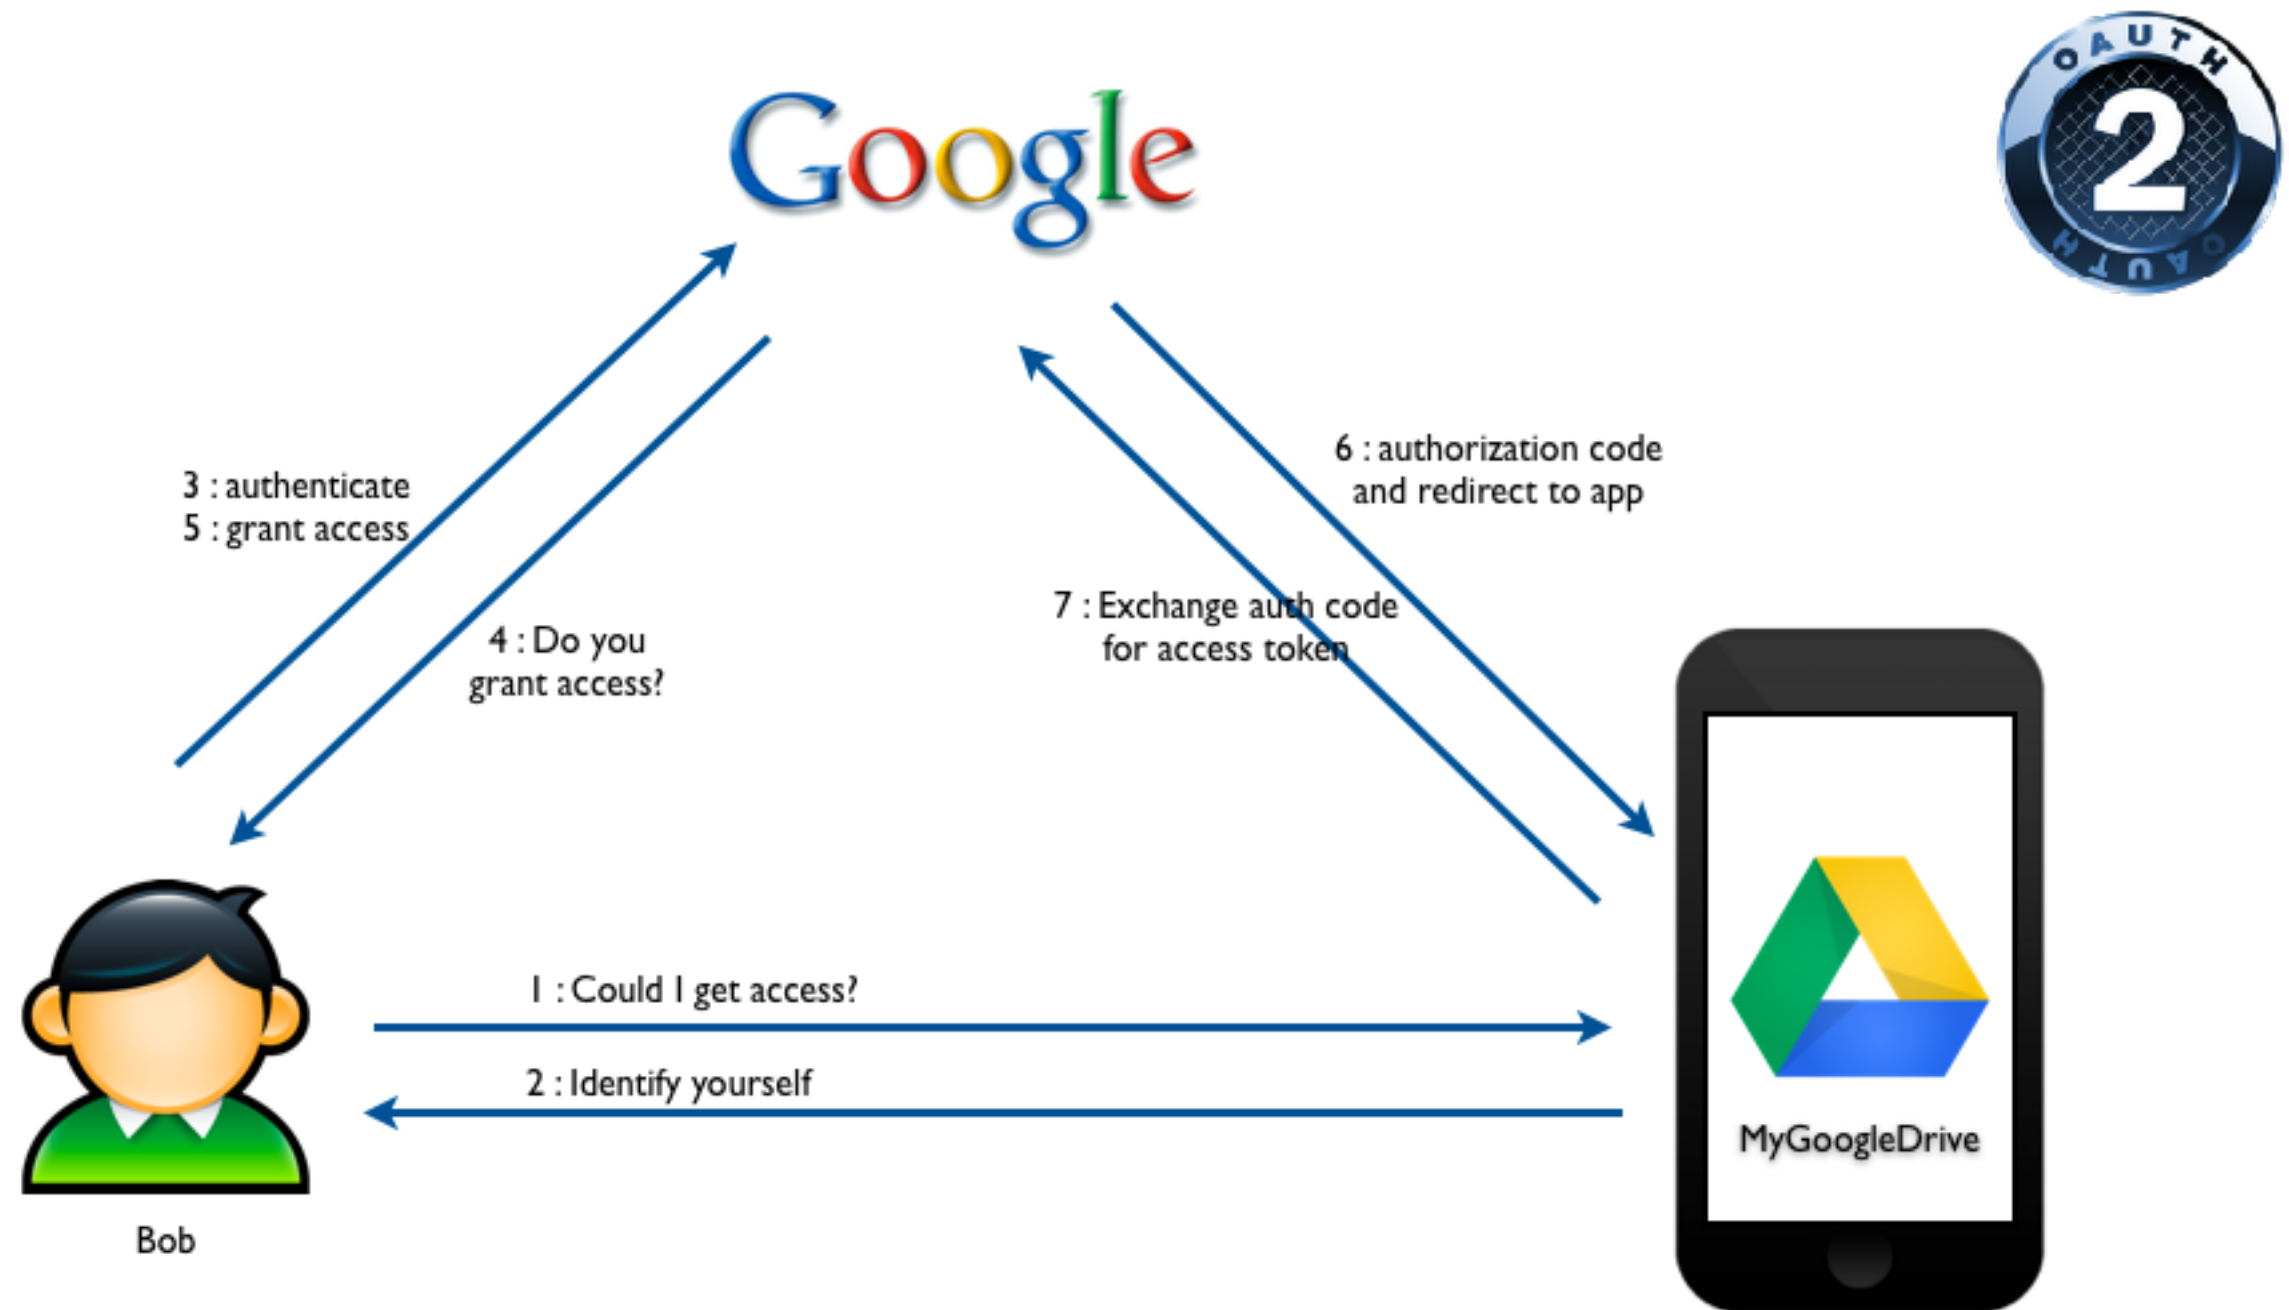 OAUTH
2
OAUTH
Google
3 : authenticate
5 : grant access
4 : Do you
grant access?
6 : authorization code
and redirect to app
7 : Exchange auth code
for access token
1 : Could I get access?
2 : Identify yourself
MyGoogleDrive
Bob